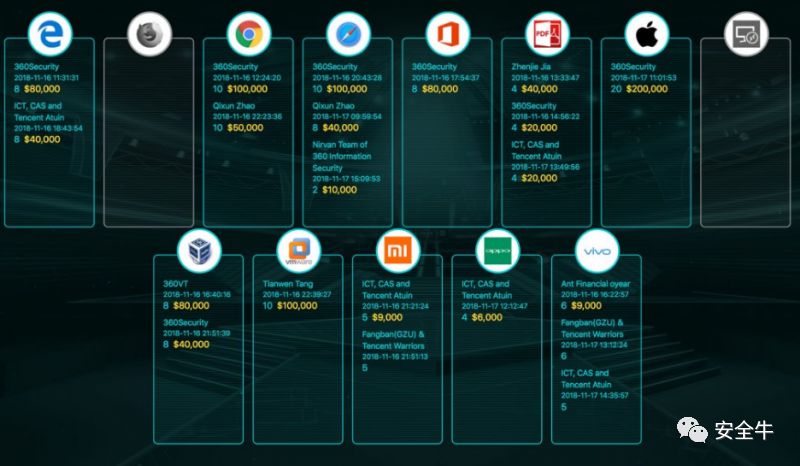 360Security
2018-11-16 11:31:31
8 $80,000
ICT, CAS and
Tencent Atuin
2018-11-16 18:43:54
8 $40,000
360Security
2018-11-16 12:24:20
10 $100,000
Qixun Zhao
2018-11-16 22:23:36
10 $50,000
360Security
2018-11-16 20:43:28
10 $100,000
Qixun Zhao
2018-11-17 09:59:54
8 $40,000
Nirvan Team of
360 Information
Security
2018-11-17 15:09:53
2 $10,000
360Security
2018-11-16 17:54:37
8 $80,000
PDF
Zhenjie Jia
2018-11-16 13:33:47
4 $40,000
360Security
2018-11-16 14:56:22
4 $20,000
ICT, CAS and
Tencent Atuin
2018-11-17 13:49:56
4 $20,000
360Security
2018-11-17 11:01:53
20 $200,000
360VT
2018-11-16 16:40:16
8 $80,000
360Security
2018-11-16 21:51:39
8 $40,000
vmware
Tianwen Tang
2018-11-16 22:39:27
10 $100,000
MI
ICT, CAS and
Tencent Atuin
2018-11-16 21:21:24
5 $9,000
Fangban(GZU) &
Tencent Warriors
2018-11-16 21:51:13
5
oppo
ICT, CAS and
Tencent Atuin
2018-11-17 12:12:47
4 $6,000
vivo
Ant Financial oyear
2018-11-16 16:22:57
6 $9,000
Fangban(GZU) &
Tencent Warriors
2018-11-17 13:12:24
6
ICT, CAS and
Tencent Atuin
2018-11-17 14:35:57
5
安全牛